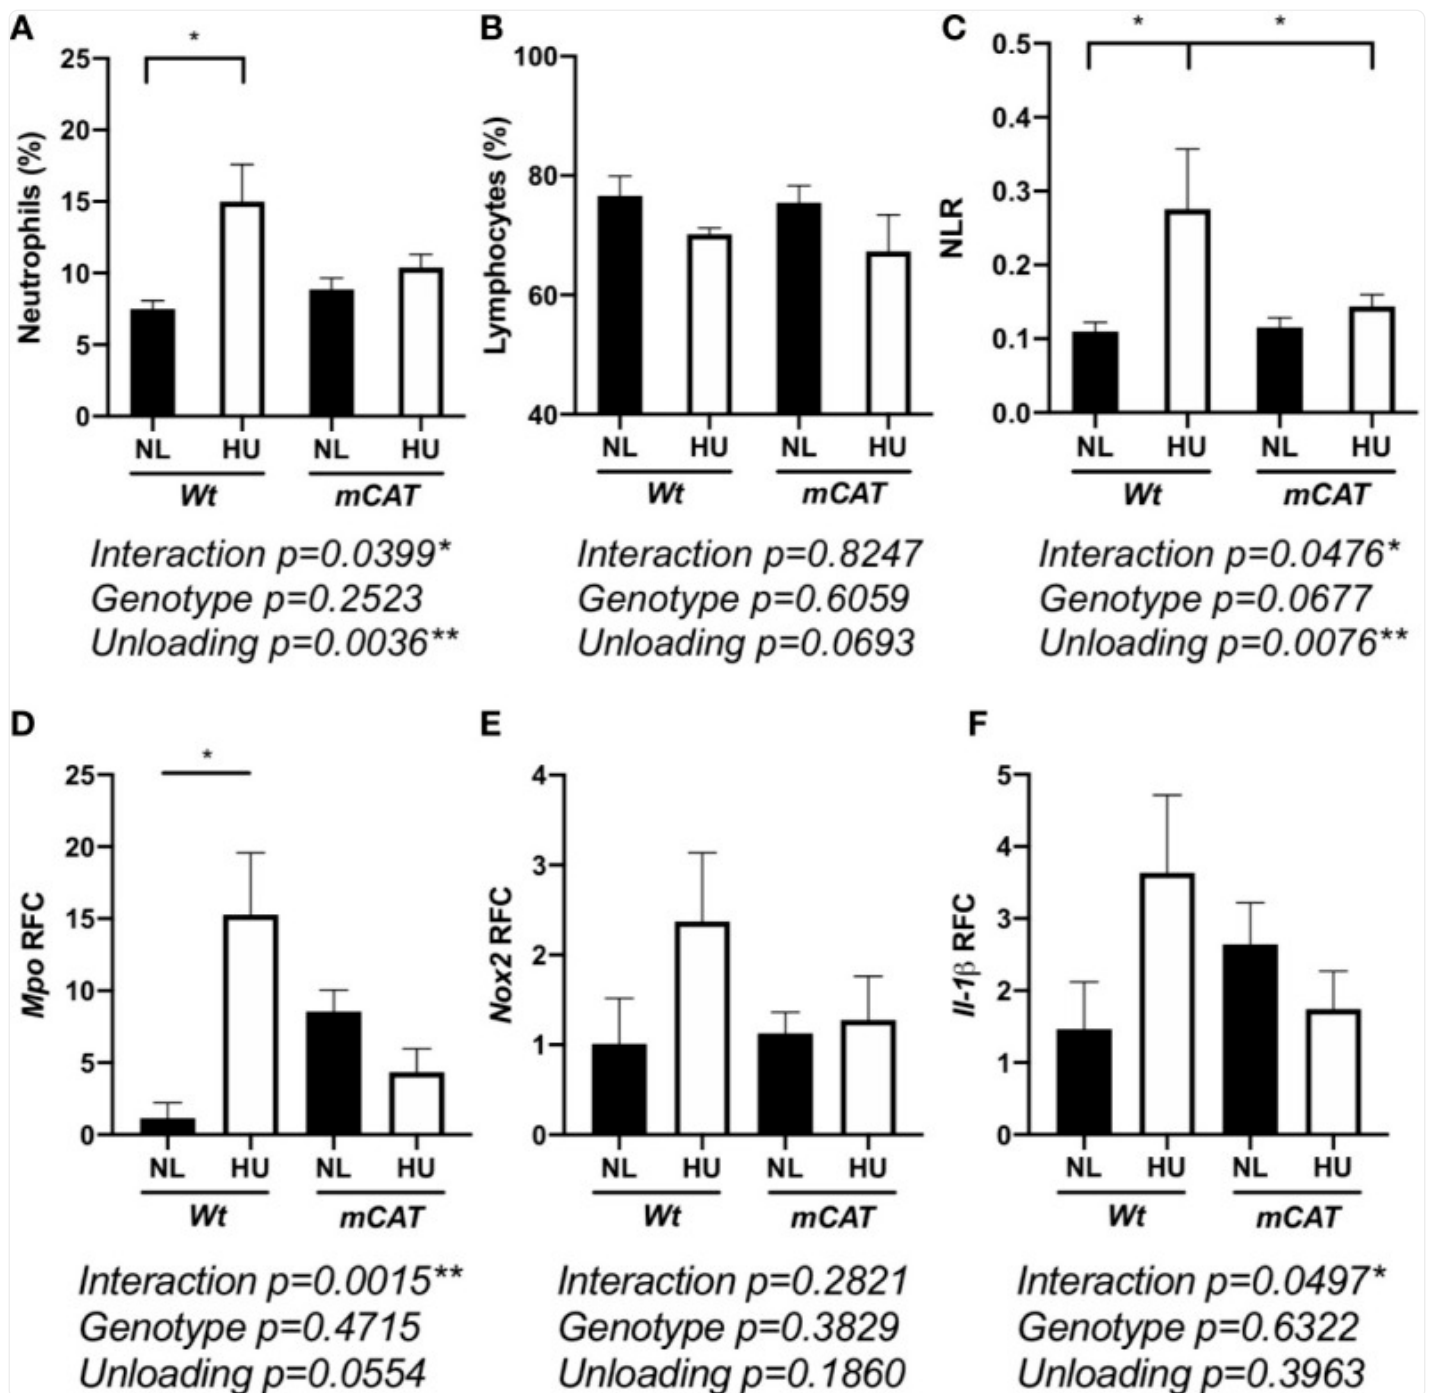 A
*
25
20
15
10
5
0
Neutrophils (%)
NL HU NL HU
Wt mCAT
Interaction p=0.0399*
Genotype p=0.2523
Unloading p=0.0036**
B
100
80
60
40
Lymphocytes (%)
NL HU NL HU
Wt mCAT
Interaction p=0.8247
Genotype p=0.6059
Unloading p=0.0693
C
* *
0.5
0.4
0.3
0.2
0.1
0.0
NLR
NL HU NL HU
Wt mCAT
Interaction p=0.0476*
Genotype p=0.0677
Unloading p=0.0076**
D
*
25
20
15
10
5
0
Mpo RFC
NL HU NL HU
Wt mCAT
Interaction p=0.0015**
Genotype p=0.4715
Unloading p=0.0554
E
4
3
2
1
0
Nox2 RFC
NL HU NL HU
Wt mCAT
Interaction p=0.2821
Genotype p=0.3829
Unloading p=0.1860
F
5
4
3
2
1
0
Il-1β RFC
NL HU NL HU
Wt mCAT
Interaction p=0.0497*
Genotype p=0.6322
Unloading p=0.3963